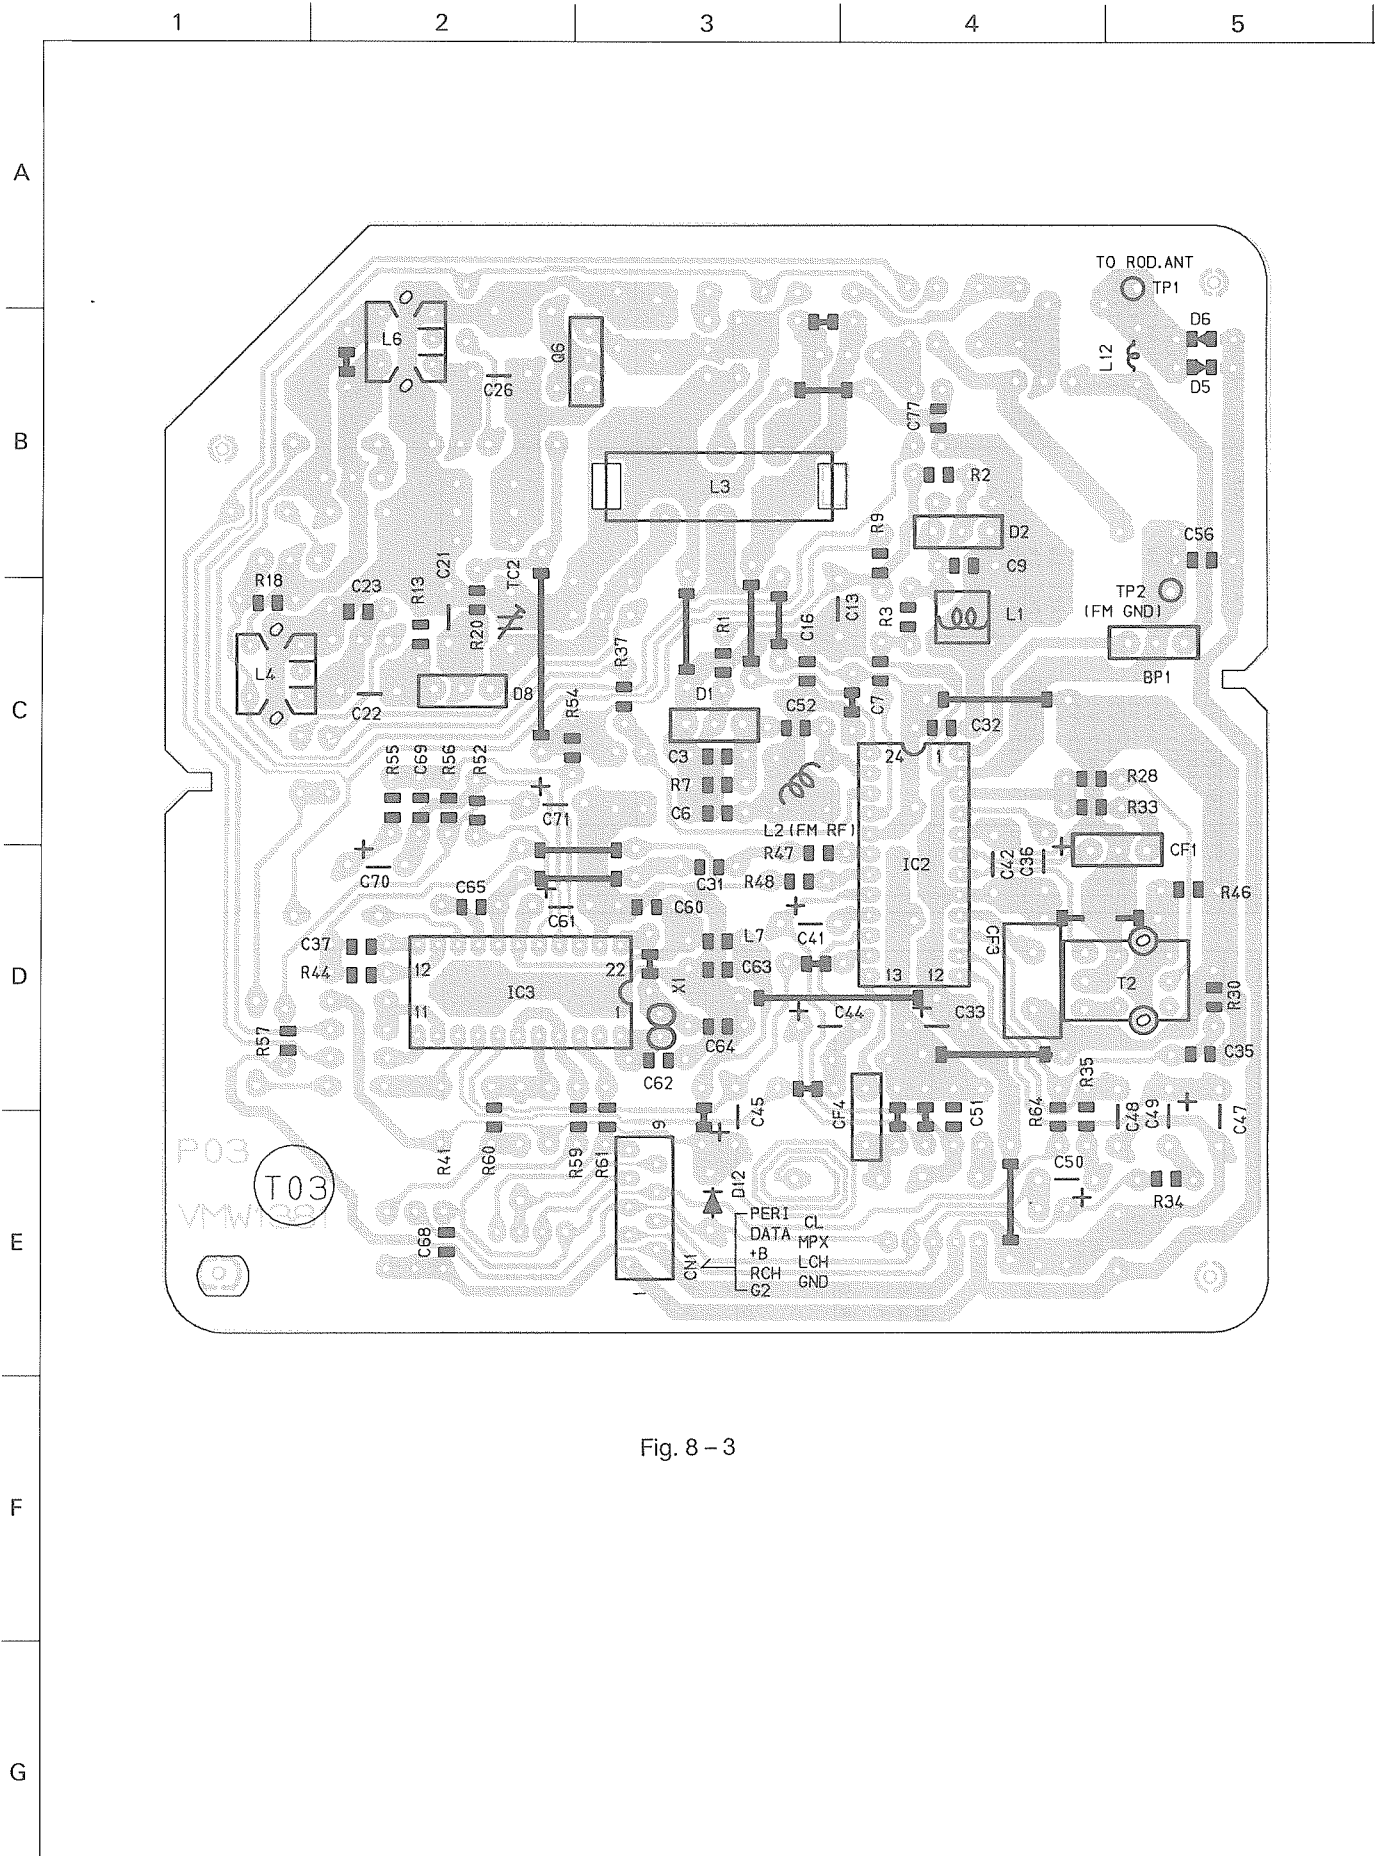 1 2 3 4 5
A
TO ROD.ANT
TP1
D6
L6
Q6
L12
C26
D5
C77
B
R2
L3
R9
D2
C56
C21
TC2
C9
R18
C23
R13
TP2
(FM GND)
R20
R1
C16
C13
R3
L1
R37
L4
BP1
D8
D1
C7
C22
R54
C52
C32
C
R55
C69
R56
R52
C3
24 1
R28
R7
+
C71
C6
R33
L2(FM RF)
+
R47
IC2
C42
C36
+
CF1
C70
C31
R48
C65
+
C61
C60
+
C41
R46
CF3
C37
L7
R44
12
22
C63
13 12
D
IC3
X1
T2
R30
11
1
+
C44
+
C33
R57
C64
C35
C62
R35
C45
CF4
C51
R64
C48
C49
+
C47
P03
R41
R60
R59
R61
9
+
C50
+
R34
T03
D12
VMW1381
PERI
CL
DATA
MPX
E
C68
+B
LCH
CN1
RCH
GND
G2
1
Fig. 8–3
F
G